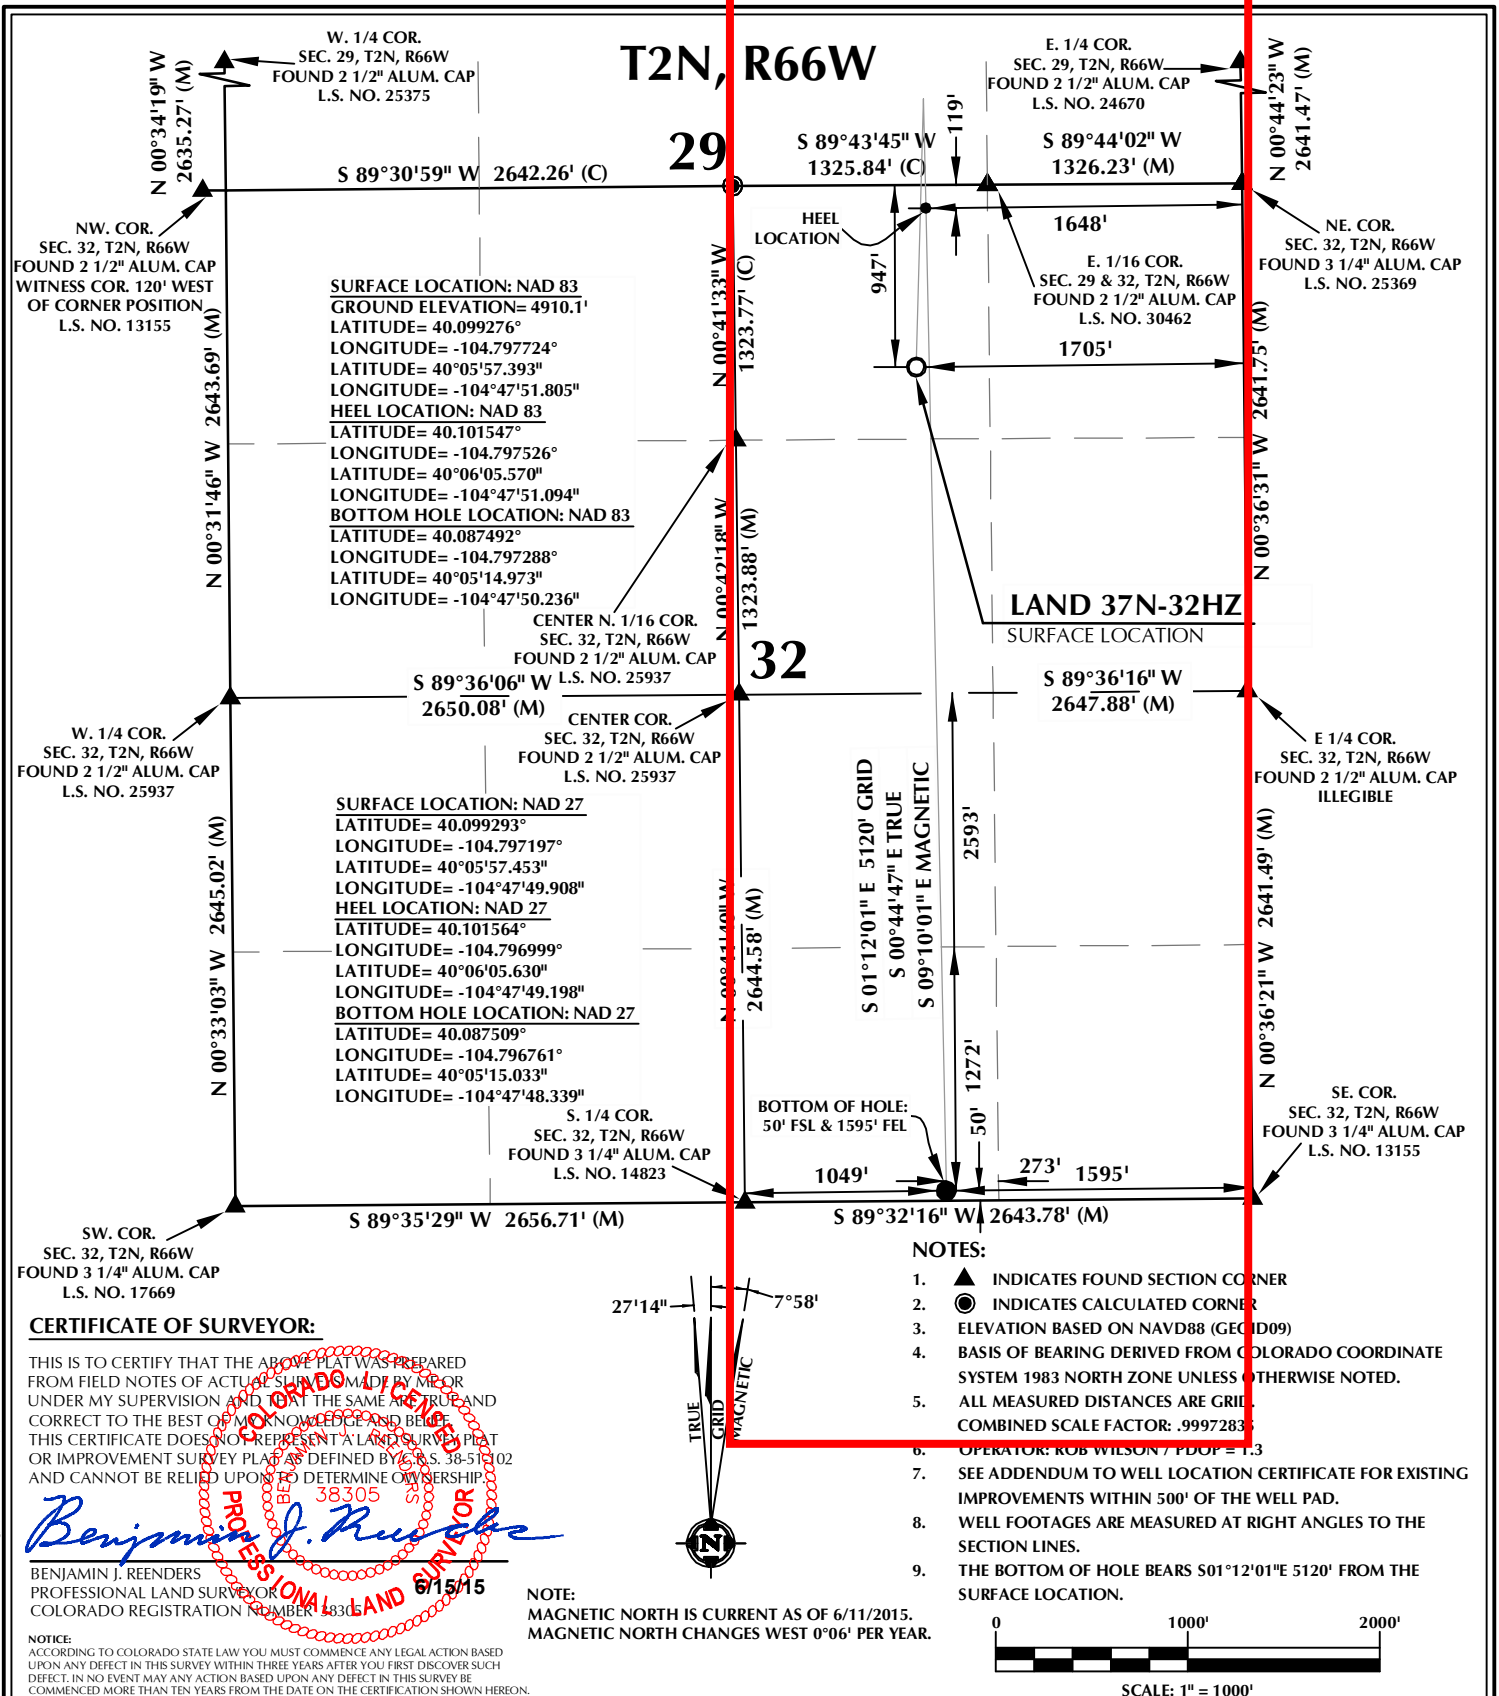 W. 1/4 COR.
SEC. 29, T2N, R66W
FOUND 2 1/2" ALUM. CAP
L.S. NO. 25375
N 00°34'19" W
2635.27' (M)
T2N, R66W
E. 1/4 COR.
SEC. 29, T2N, R66W
FOUND 2 1/2" ALUM. CAP
L.S. NO. 24670
N 00°44'23" W
2641.47' (M)
29
S 89°30'59" W 2642.26' (C)
S 89°43'45" W
1325.84' (C)
119'
S 89°44'02" W
1326.23' (M)
NW. COR.
SEC. 32, T2N, R66W
FOUND 2 1/2" ALUM. CAP
WITNESS COR. 120' WEST
OF CORNER POSITION
L.S. NO. 13155
HEEL
LOCATION
1648'
947'
E. 1/16 COR.
SEC. 29 & 32, T2N, R66W
FOUND 2 1/2" ALUM. CAP
L.S. NO. 30462
NE. COR.
SEC. 32, T2N, R66W
FOUND 3 1/4" ALUM. CAP
L.S. NO. 25369
SURFACE LOCATION: NAD 83
GROUND ELEVATION= 4910.1'
LATITUDE= 40.099276°
LONGITUDE= -104.797724°
LATITUDE= 40°05'57.393"
LONGITUDE= -104°47'51.805"
HEEL LOCATION: NAD 83
LATITUDE= 40.101547°
LONGITUDE= -104.797526°
LATITUDE= 40°06'05.570"
LONGITUDE= -104°47'51.094"
BOTTOM HOLE LOCATION: NAD 83
LATITUDE= 40.087492°
LONGITUDE= -104.797288°
LATITUDE= 40°05'14.973"
LONGITUDE= -104°47'50.236"
N 00°41'33" W
1323.77' (C)
1705'
N 00°31'46" W 2643.69' (M)
N 00°36'31" W 2641.75' (M)
N 00°42'18" W
1323.88' (M)
CENTER N. 1/16 COR.
SEC. 32, T2N, R66W
FOUND 2 1/2" ALUM. CAP
L.S. NO. 25937
LAND 37N-32HZ
SURFACE LOCATION
32
S 89°36'06" W
2650.08' (M)
S 89°36'16" W
2647.88' (M)
W. 1/4 COR.
SEC. 32, T2N, R66W
FOUND 2 1/2" ALUM. CAP
L.S. NO. 25937
CENTER COR.
SEC. 32, T2N, R66W
FOUND 2 1/2" ALUM. CAP
L.S. NO. 25937
E 1/4 COR.
SEC. 32, T2N, R66W
FOUND 2 1/2" ALUM. CAP
ILLEGIBLE
SURFACE LOCATION: NAD 27
LATITUDE= 40.099293°
LONGITUDE= -104.797197°
LATITUDE= 40°05'57.453"
LONGITUDE= -104°47'49.908"
HEEL LOCATION: NAD 27
LATITUDE= 40.101564°
LONGITUDE= -104.796999°
LATITUDE= 40°06'05.630"
LONGITUDE= -104°47'49.198"
BOTTOM HOLE LOCATION: NAD 27
LATITUDE= 40.087509°
LONGITUDE= -104.796761°
LATITUDE= 40°05'15.033"
LONGITUDE= -104°47'48.339"
N 00°33'03" W 2645.02' (M)
2644.58' (M)
S 01°12'01" E 5120' GRID
S 00°44'47" E TRUE
S 09°10'01" E MAGNETIC
2593'
1272'
50'
N 00°36'21" W 2641.49' (M)
S. 1/4 COR.
SEC. 32, T2N, R66W
FOUND 3 1/4" ALUM. CAP
L.S. NO. 14823
BOTTOM OF HOLE:
50' FSL & 1595' FEL
SE. COR.
SEC. 32, T2N, R66W
FOUND 3 1/4" ALUM. CAP
L.S. NO. 13155
1049'
273'
1595'
S 89°35'29" W 2656.71' (M)
S 89°32'16" W 2643.78' (M)
SW. COR.
SEC. 32, T2N, R66W
FOUND 3 1/4" ALUM. CAP
L.S. NO. 17669
27'14"
7°58'
TRUE
GRID
MAGNETIC
N
NOTES:
1. INDICATES FOUND SECTION CORNER
2. INDICATES CALCULATED CORNER
3. ELEVATION BASED ON NAVD88 (GEOID09)
4. BASIS OF BEARING DERIVED FROM COLORADO COORDINATE
SYSTEM 1983 NORTH ZONE UNLESS OTHERWISE NOTED.
5. ALL MEASURED DISTANCES ARE GRID.
COMBINED SCALE FACTOR: .99972835
6. OPERATOR: ROB WILSON / PDOP = 1.3
7. SEE ADDENDUM TO WELL LOCATION CERTIFICATE FOR EXISTING
IMPROVEMENTS WITHIN 500' OF THE WELL PAD.
8. WELL FOOTAGES ARE MEASURED AT RIGHT ANGLES TO THE
SECTION LINES.
9. THE BOTTOM OF HOLE BEARS S01°12'01"E 5120' FROM THE
SURFACE LOCATION.
CERTIFICATE OF SURVEYOR:
THIS IS TO CERTIFY THAT THE ABOVE PLAT WAS PREPARED
FROM FIELD NOTES OF ACTUAL SURVEYS MADE BY ME OR
UNDER MY SUPERVISION AND THAT THE SAME ARE TRUE AND
CORRECT TO THE BEST OF MY KNOWLEDGE AND BELIEF.
THIS CERTIFICATE DOES NOT REPRESENT A LAND SURVEY PLAT
OR IMPROVEMENT SURVEY PLAT AS DEFINED BY C.R.S. 38-51-102
AND CANNOT BE RELIED UPON TO DETERMINE OWNERSHIP.
COLORADO LICENSED
BENJAMIN J. REENDERS
38305
PROFESSIONAL LAND SURVEYOR
Benjamin J. Reenders
6/15/15
BENJAMIN J. REENDERS
PROFESSIONAL LAND SURVEYOR
COLORADO REGISTRATION NUMBER 38305
NOTE:
MAGNETIC NORTH IS CURRENT AS OF 6/11/2015.
MAGNETIC NORTH CHANGES WEST 0°06' PER YEAR.
NOTICE:
ACCORDING TO COLORADO STATE LAW YOU MUST COMMENCE ANY LEGAL ACTION BASED
UPON ANY DEFECT IN THIS SURVEY WITHIN THREE YEARS AFTER YOU FIRST DISCOVER SUCH
DEFECT. IN NO EVENT MAY ANY ACTION BASED UPON ANY DEFECT IN THIS SURVEY BE
COMMENCED MORE THAN TEN YEARS FROM THE DATE ON THE CERTIFICATION SHOWN HEREON.
0 1000' 2000'
SCALE: 1" = 1000'